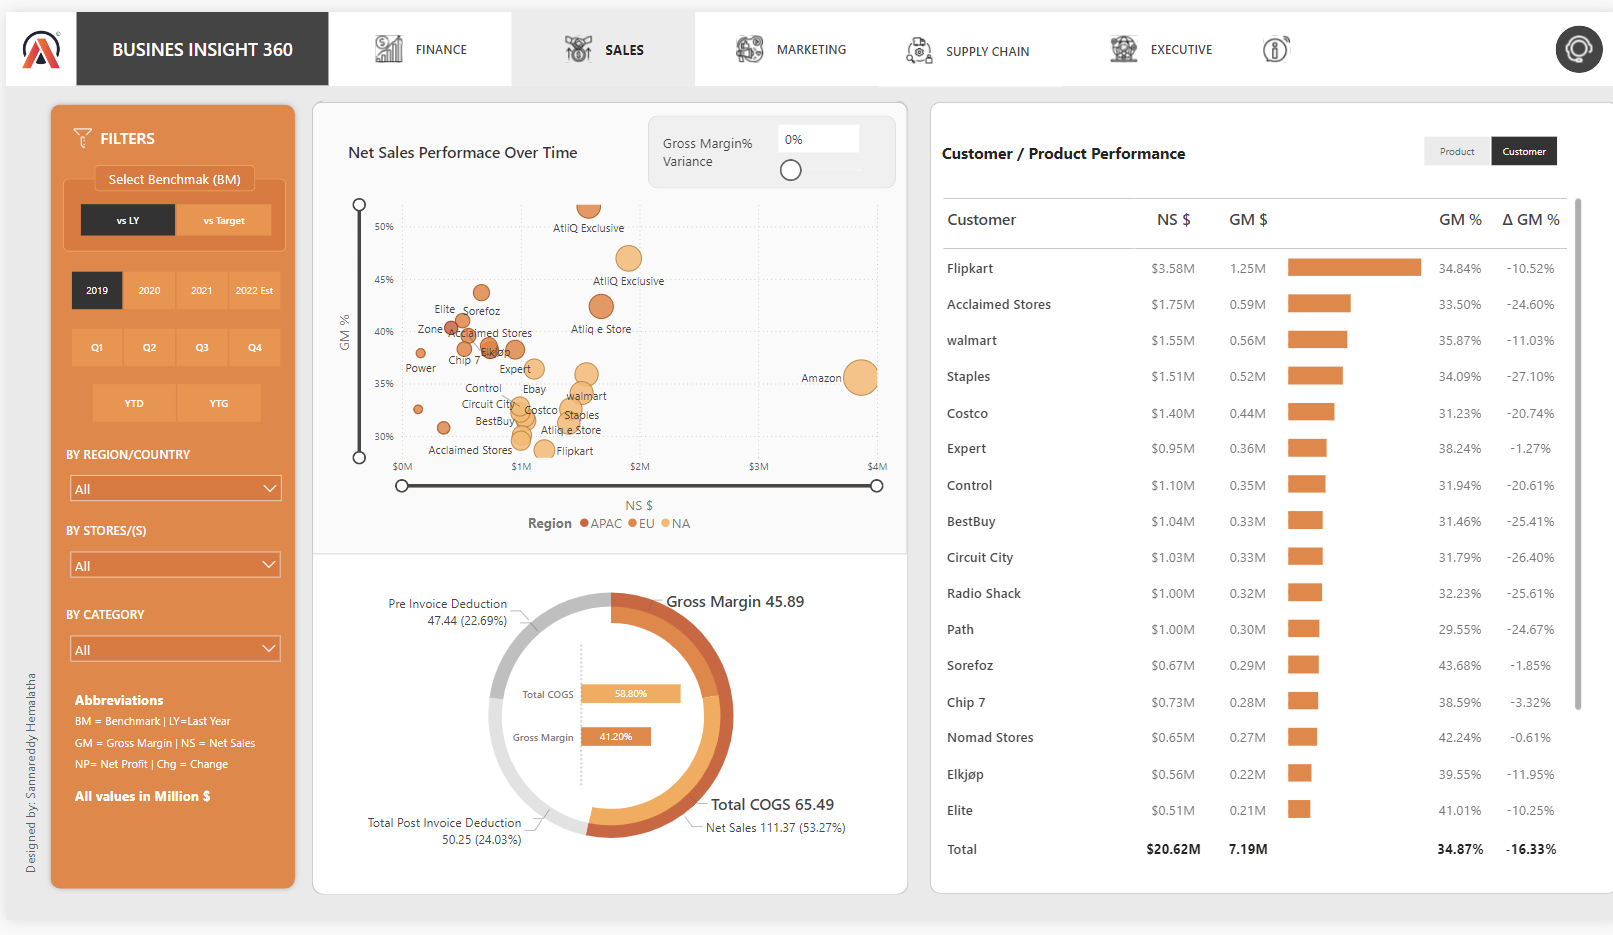 BUSINES INSIGHT 360
FINANCE
SALES
MARKETING
SUPPLY CHAIN
EXECUTIVE
FILTERS
Select Benchmak (BM)
vs LY
vs Target
2019
2020
2021
2022 Est
Q1
Q2
Q3
Q4
YTD
YTG
BY REGION/COUNTRY
All
BY STORES/(S)
All
BY CATEGORY
All
Abbreviations
BM = Benchmark | LY=Last Year
GM = Gross Margin | NS = Net Sales
NP= Net Profit | Chg = Change
All values in Million $
Designed by: Sannareddy Hemalatha
Net Sales Performace Over Time
Gross Margin%
Variance
0%
GM %
50%
45%
40%
35%
30%
AtliQ Exclusive
AtliQ Exclusive
Elite
Sorefoz
Atliq e Store
Zone
Acclaimed Stores
Chip 7
Elkjøp
Power
Expert
Amazon
Control
Ebay
walmart
Circuit City
Costco
Staples
BestBuy
Atliq e Store
Acclaimed Stores
Flipkart
$0M
$1M
$2M
$3M
$4M
NS $
Region APAC EU NA
Pre Invoice Deduction
47.44 (22.69%)
Gross Margin 45.89
Total COGS
58.80%
Gross Margin
41.20%
Total COGS 65.49
Net Sales 111.37 (53.27%)
Total Post Invoice Deduction
50.25 (24.03%)
Customer / Product Performance
Product
Customer
Customer NS $ GM $ GM % Δ GM %
Flipkart $3.58M 1.25M 34.84% -10.52%
Acclaimed Stores $1.75M 0.59M 33.50% -24.60%
walmart $1.55M 0.56M 35.87% -11.03%
Staples $1.51M 0.52M 34.09% -27.10%
Costco $1.40M 0.44M 31.23% -20.74%
Expert $0.95M 0.36M 38.24% -1.27%
Control $1.10M 0.35M 31.94% -20.61%
BestBuy $1.04M 0.33M 31.46% -25.41%
Circuit City $1.03M 0.33M 31.79% -26.40%
Radio Shack $1.00M 0.32M 32.23% -25.61%
Path $1.00M 0.30M 29.55% -24.67%
Sorefoz $0.67M 0.29M 43.68% -1.85%
Chip 7 $0.73M 0.28M 38.59% -3.32%
Nomad Stores $0.65M 0.27M 42.24% -0.61%
Elkjøp $0.56M 0.22M 39.55% -11.95%
Elite $0.51M 0.21M 41.01% -10.25%
Total $20.62M 7.19M 34.87% -16.33%